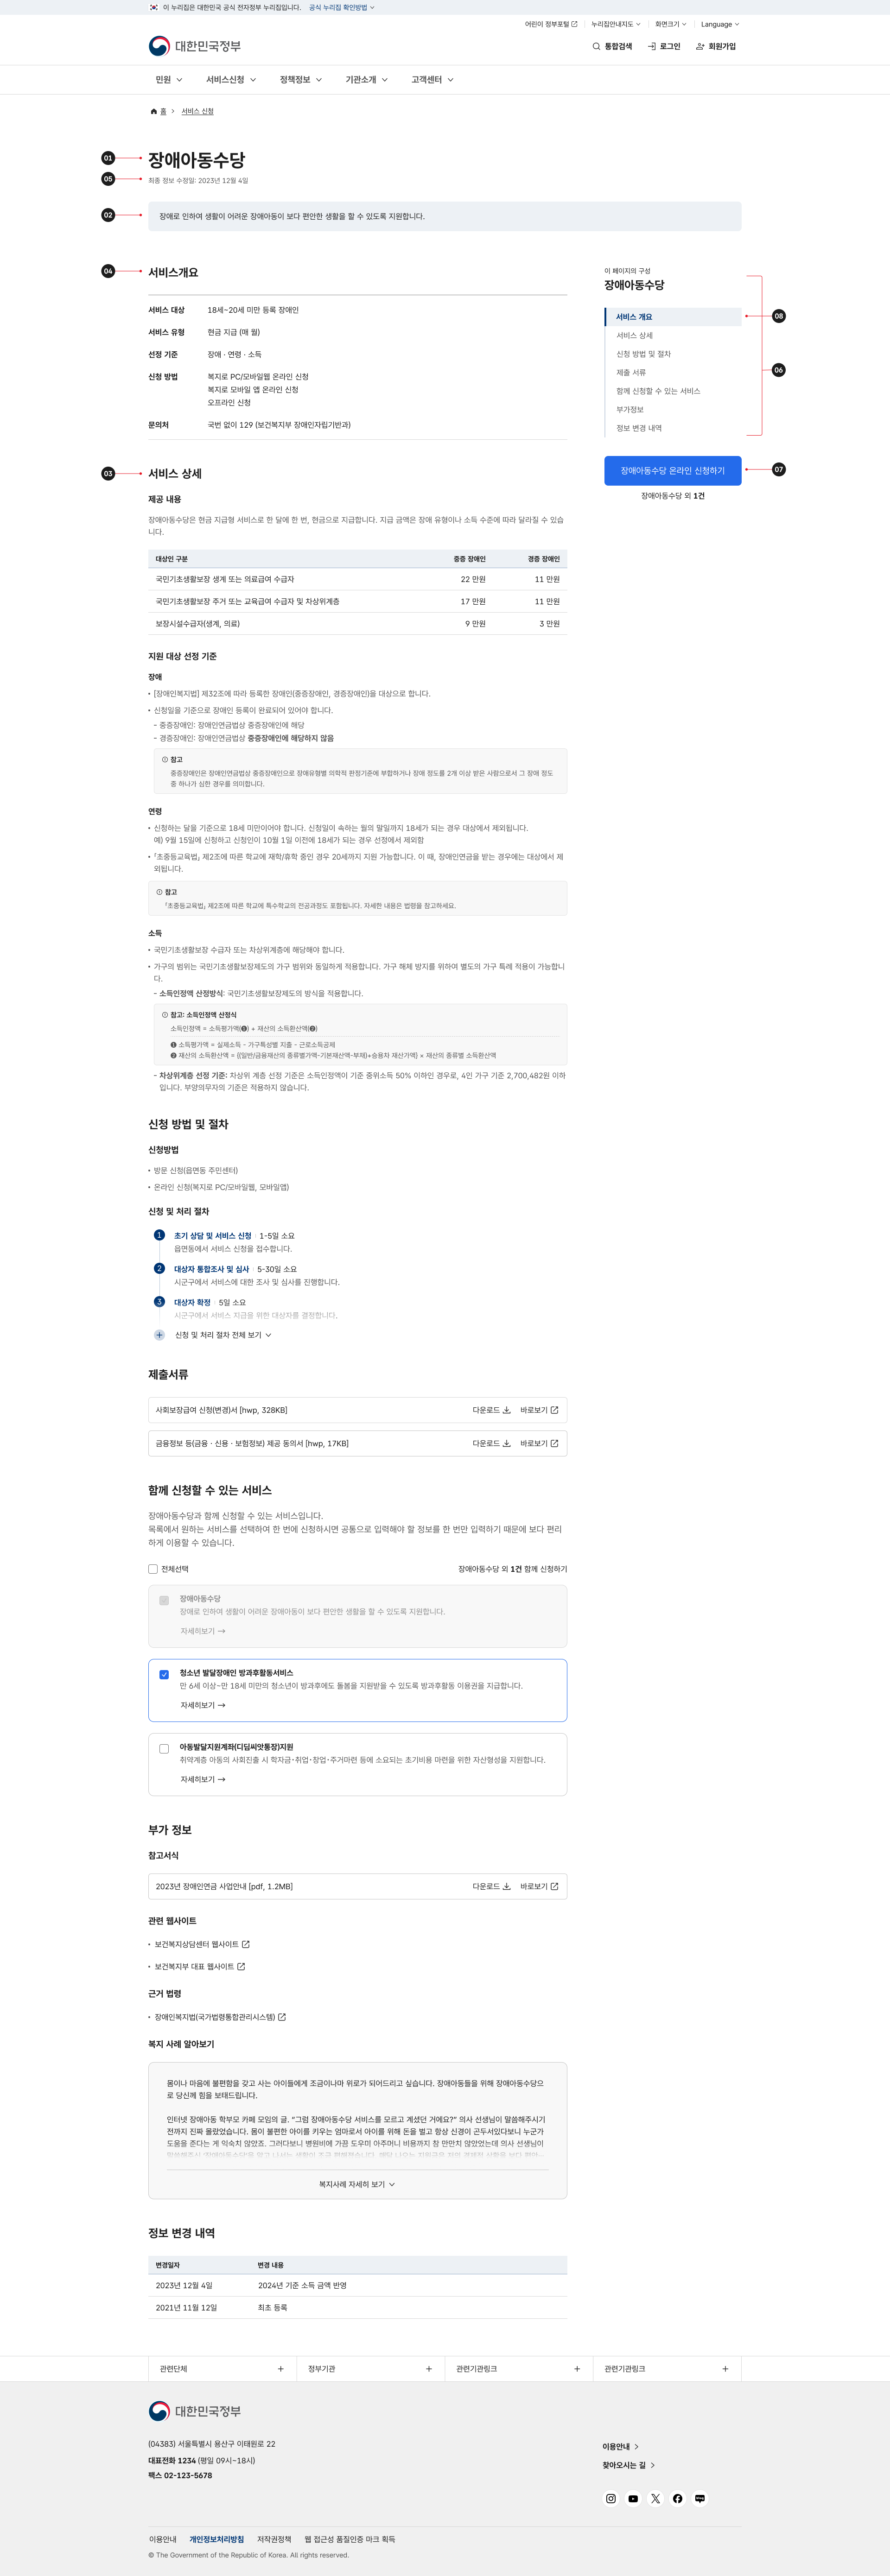 이 누리집은 대한민국 공식 전자정부 누리집입니다. 공식 누리집 확인방법
어린이 정부포털 누리집안내지도 화면크기 Language
대한민국정부 통합검색 로그인 회원가입
민원 서비스신청 정책정보 기관소개 고객센터
홈 서비스 신청
01 장애아동수당
05 최종 정보 수정일: 2023년 12월 4일
02 장애로 인하여 생활이 어려운 장애아동이 보다 편안한 생활을 할 수 있도록 지원합니다.
04 서비스개요
서비스 대상 18세~20세 미만 등록 장애인
서비스 유형 현금 지급 (매 월)
선정 기준 장애 · 연령 · 소득
신청 방법 복지로 PC/모바일웹 온라인 신청
복지로 모바일 앱 온라인 신청
오프라인 신청
문의처 국번 없이 129 (보건복지부 장애인자립기반과)
이 페이지의 구성
장애아동수당
서비스 개요 08
서비스 상세
신청 방법 및 절차
제출 서류 06
함께 신청할 수 있는 서비스
부가정보
정보 변경 내역
장애아동수당 온라인 신청하기 07
장애아동수당 외 1건
03 서비스 상세
제공 내용
장애아동수당은 현금 지급형 서비스로 한 달에 한 번, 현금으로 지급합니다. 지급 금액은 장애 유형이나 소득 수준에 따라 달라질 수 있습
니다.
대상인 구분 중증 장애인 경증 장애인
국민기초생활보장 생계 또는 의료급여 수급자 22 만원 11 만원
국민기초생활보장 주거 또는 교육급여 수급자 및 차상위계층 17 만원 11 만원
보장시설수급자(생계, 의료) 9 만원 3 만원
지원 대상 선정 기준
장애
• [장애인복지법] 제32조에 따라 등록한 장애인(중증장애인, 경증장애인)을 대상으로 합니다.
• 신청일을 기준으로 장애인 등록이 완료되어 있어야 합니다.
- 중증장애인: 장애인연금법상 중증장애인에 해당
- 경증장애인: 장애인연금법상 중증장애인에 해당하지 않음
참고
중증장애인은 장애인연금법상 중증장애인으로 장애유형별 의학적 판정기준에 부합하거나 장애 정도를 2개 이상 받은 사람으로서 그 장애 정도
중 하나가 심한 경우를 의미합니다.
연령
• 신청하는 달을 기준으로 18세 미만이어야 합니다. 신청일이 속하는 월의 말일까지 18세가 되는 경우 대상에서 제외됩니다.
예) 9월 15일에 신청하고 신청인이 10월 1일 이전에 18세가 되는 경우 선정에서 제외함
• 「초중등교육법」 제2조에 따른 학교에 재학/휴학 중인 경우 20세까지 지원 가능합니다. 이 때, 장애인연금을 받는 경우에는 대상에서 제
외됩니다.
참고
「초중등교육법」 제2조에 따른 학교에 특수학교의 전공과정도 포함됩니다. 자세한 내용은 법령을 참고하세요.
소득
• 국민기초생활보장 수급자 또는 차상위계층에 해당해야 합니다.
• 가구의 범위는 국민기초생활보장제도의 가구 범위와 동일하게 적용합니다. 가구 해체 방지를 위하여 별도의 가구 특례 적용이 가능합니
다.
- 소득인정액 산정방식: 국민기초생활보장제도의 방식을 적용합니다.
참고: 소득인정액 산정식
소득인정액 = 소득평가액(❶) + 재산의 소득환산액(❷)
❶ 소득평가액 = 실제소득 - 가구특성별 지출 - 근로소득공제
❷ 재산의 소득환산액 = {(일반/금융재산의 종류별가액-기본재산액-부채)+승용차 재산가액} × 재산의 종류별 소득환산액
- 차상위계층 선정 기준: 차상위 계층 선정 기준은 소득인정액이 기준 중위소득 50% 이하인 경우로, 4인 가구 기준 2,700,482원 이하
입니다. 부양의무자의 기준은 적용하지 않습니다.
신청 방법 및 절차
신청방법
• 방문 신청(읍면동 주민센터)
• 온라인 신청(복지로 PC/모바일웹, 모바일앱)
신청 및 처리 절차
1 초기 상담 및 서비스 신청 1-5일 소요
읍면동에서 서비스 신청을 접수합니다.
2 대상자 통합조사 및 심사 5-30일 소요
시군구에서 서비스에 대한 조사 및 심사를 진행합니다.
3 대상자 확정 5일 소요
시군구에서 서비스 지급을 위한 대상자를 결정합니다.
신청 및 처리 절차 전체 보기
제출서류
사회보장급여 신청(변경)서 [hwp, 328KB] 다운로드 바로보기
금융정보 등(금융 · 신용 · 보험정보) 제공 동의서 [hwp, 17KB] 다운로드 바로보기
함께 신청할 수 있는 서비스
장애아동수당과 함께 신청할 수 있는 서비스입니다.
목록에서 원하는 서비스를 선택하여 한 번에 신청하시면 공통으로 입력해야 할 정보를 한 번만 입력하기 때문에 보다 편리
하게 이용할 수 있습니다.
전체선택 장애아동수당 외 1건 함께 신청하기
장애아동수당
장애로 인하여 생활이 어려운 장애아동이 보다 편안한 생활을 할 수 있도록 지원합니다.
자세히보기 →
청소년 발달장애인 방과후활동서비스
만 6세 이상~만 18세 미만의 청소년이 방과후에도 돌봄을 지원받을 수 있도록 방과후활동 이용권을 지급합니다.
자세히보기 →
아동발달지원계좌(디딤씨앗통장)지원
취약계층 아동의 사회진출 시 학자금·취업·창업·주거마련 등에 소요되는 초기비용 마련을 위한 자산형성을 지원합니다.
자세히보기 →
부가 정보
참고서식
2023년 장애인연금 사업안내 [pdf, 1.2MB] 다운로드 바로보기
관련 웹사이트
• 보건복지상담센터 웹사이트
• 보건복지부 대표 웹사이트
근거 법령
• 장애인복지법(국가법령통합관리시스템)
복지 사례 알아보기
몸이나 마음에 불편함을 갖고 사는 아이들에게 조금이나마 위로가 되어드리고 싶습니다. 장애아동들을 위해 장애아동수당으
로 당신께 힘을 보태드립니다.
인터넷 장애아동 학부모 카페 모임의 글. “그럼 장애아동수당 서비스를 모르고 계셨던 거에요?” 의사 선생님이 말씀해주시기
전까지 진짜 몰랐었습니다. 몸이 불편한 아이를 키우는 엄마로서 아이를 위해 돈을 벌고 항상 신경이 곤두서있다보니 누군가
도움을 준다는 게 익숙치 않았죠. 그러다보니 병원비에 가끔 도우미 아주머니 비용까지 참 만만치 않았었는데 의사 선생님이
복지사례 자세히 보기
정보 변경 내역
변경일자 변경 내용
2023년 12월 4일 2024년 기준 소득 금액 반영
2021년 11월 12일 최초 등록
관련단체 정부기관 관련기관링크 관련기관링크
대한민국정부
(04383) 서울특별시 용산구 이태원로 22
대표전화 1234 (평일 09시~18시)
팩스 02-123-5678
이용안내
찾아오시는 길
이용안내 개인정보처리방침 저작권정책 웹 접근성 품질인증 마크 획득
© The Government of the Republic of Korea. All rights reserved.